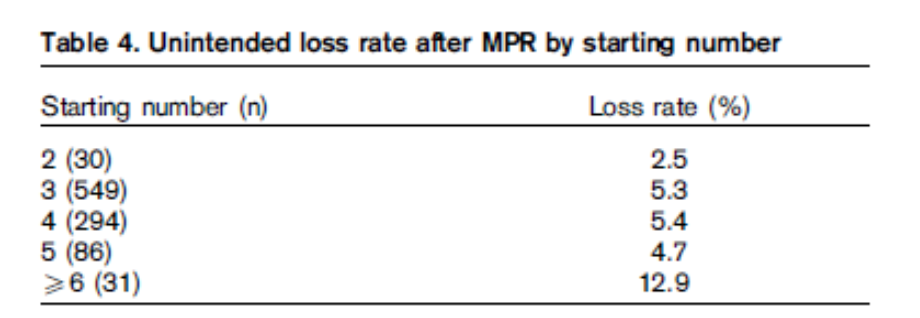 Table 4. Unintended loss rate after MPR by starting number
Starting number (n) Loss rate (%)
2 (30) 2.5
3 (549) 5.3
4 (294) 5.4
5 (86) 4.7
⩾6 (31) 12.9